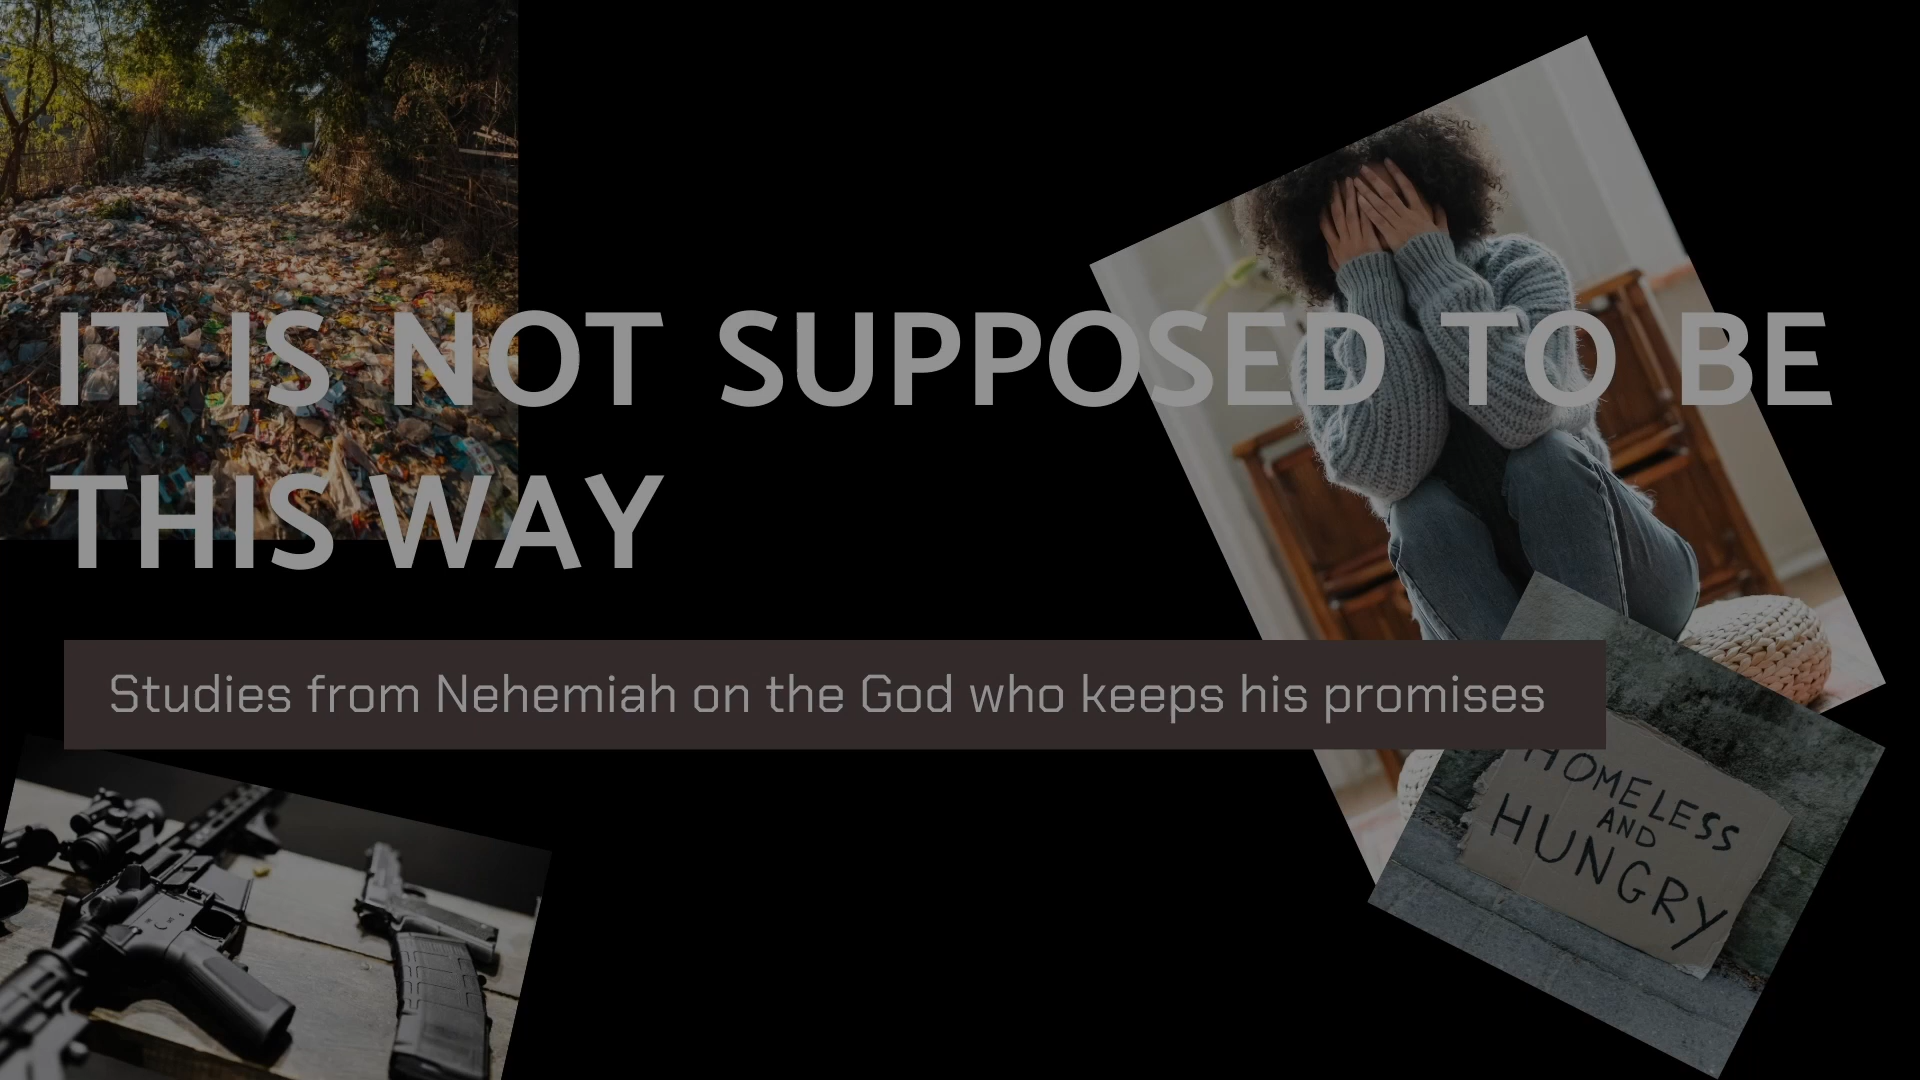 IT IS NOT SUPPOSED TO BE
THIS WAY
Studies from Nehemiah on the God who keeps his promises
HOMELESS
AND
HUNGRY